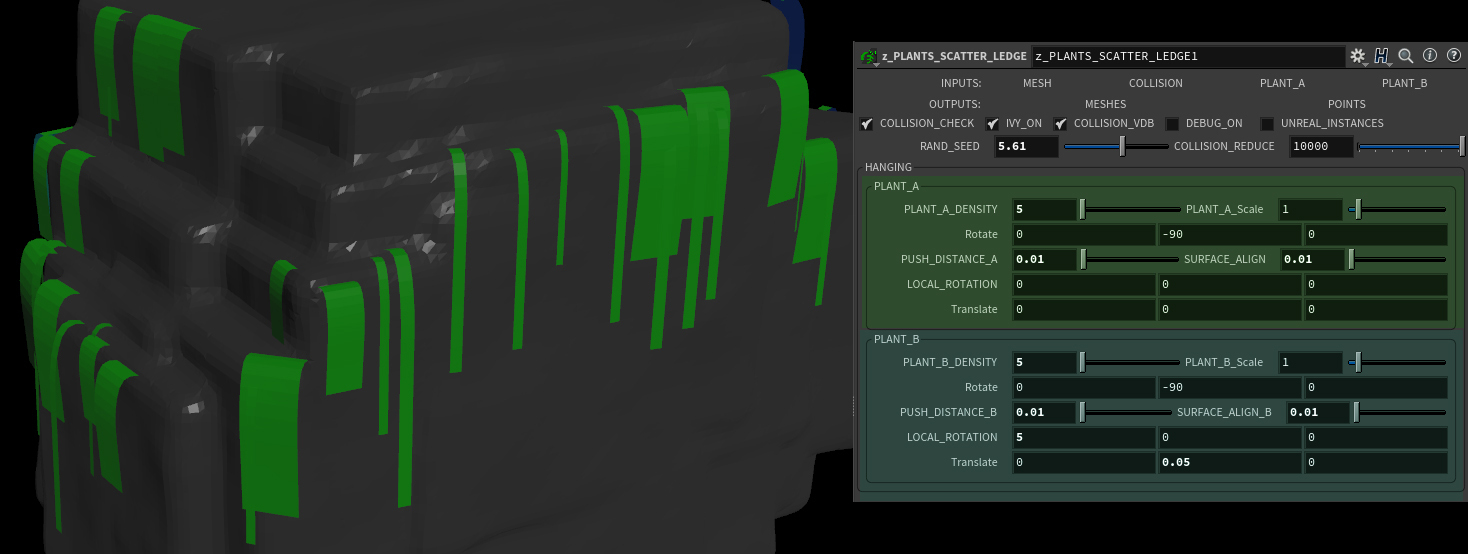 z_PLANTS_SCATTER_LEDGE z_PLANTS_SCATTER_LEDGE1
INPUTS: MESH COLLISION PLANT_A PLANT_B
OUTPUTS: MESHES POINTS
COLLISION_CHECK IVY_ON COLLISION_VDB DEBUG_ON UNREAL_INSTANCES
RAND_SEED 5.61 COLLISION_REDUCE 10000
HANGING
PLANT_A
PLANT_A_DENSITY 5 PLANT_A_Scale 1
Rotate 0 -90 0
PUSH_DISTANCE_A 0.01 SURFACE_ALIGN 0.01
LOCAL_ROTATION 0 0 0
Translate 0 0 0
PLANT_B
PLANT_B_DENSITY 5 PLANT_B_Scale 1
Rotate 0 -90 0
PUSH_DISTANCE_B 0.01 SURFACE_ALIGN_B 0.01
LOCAL_ROTATION 5 0 0
Translate 0 0.05 0